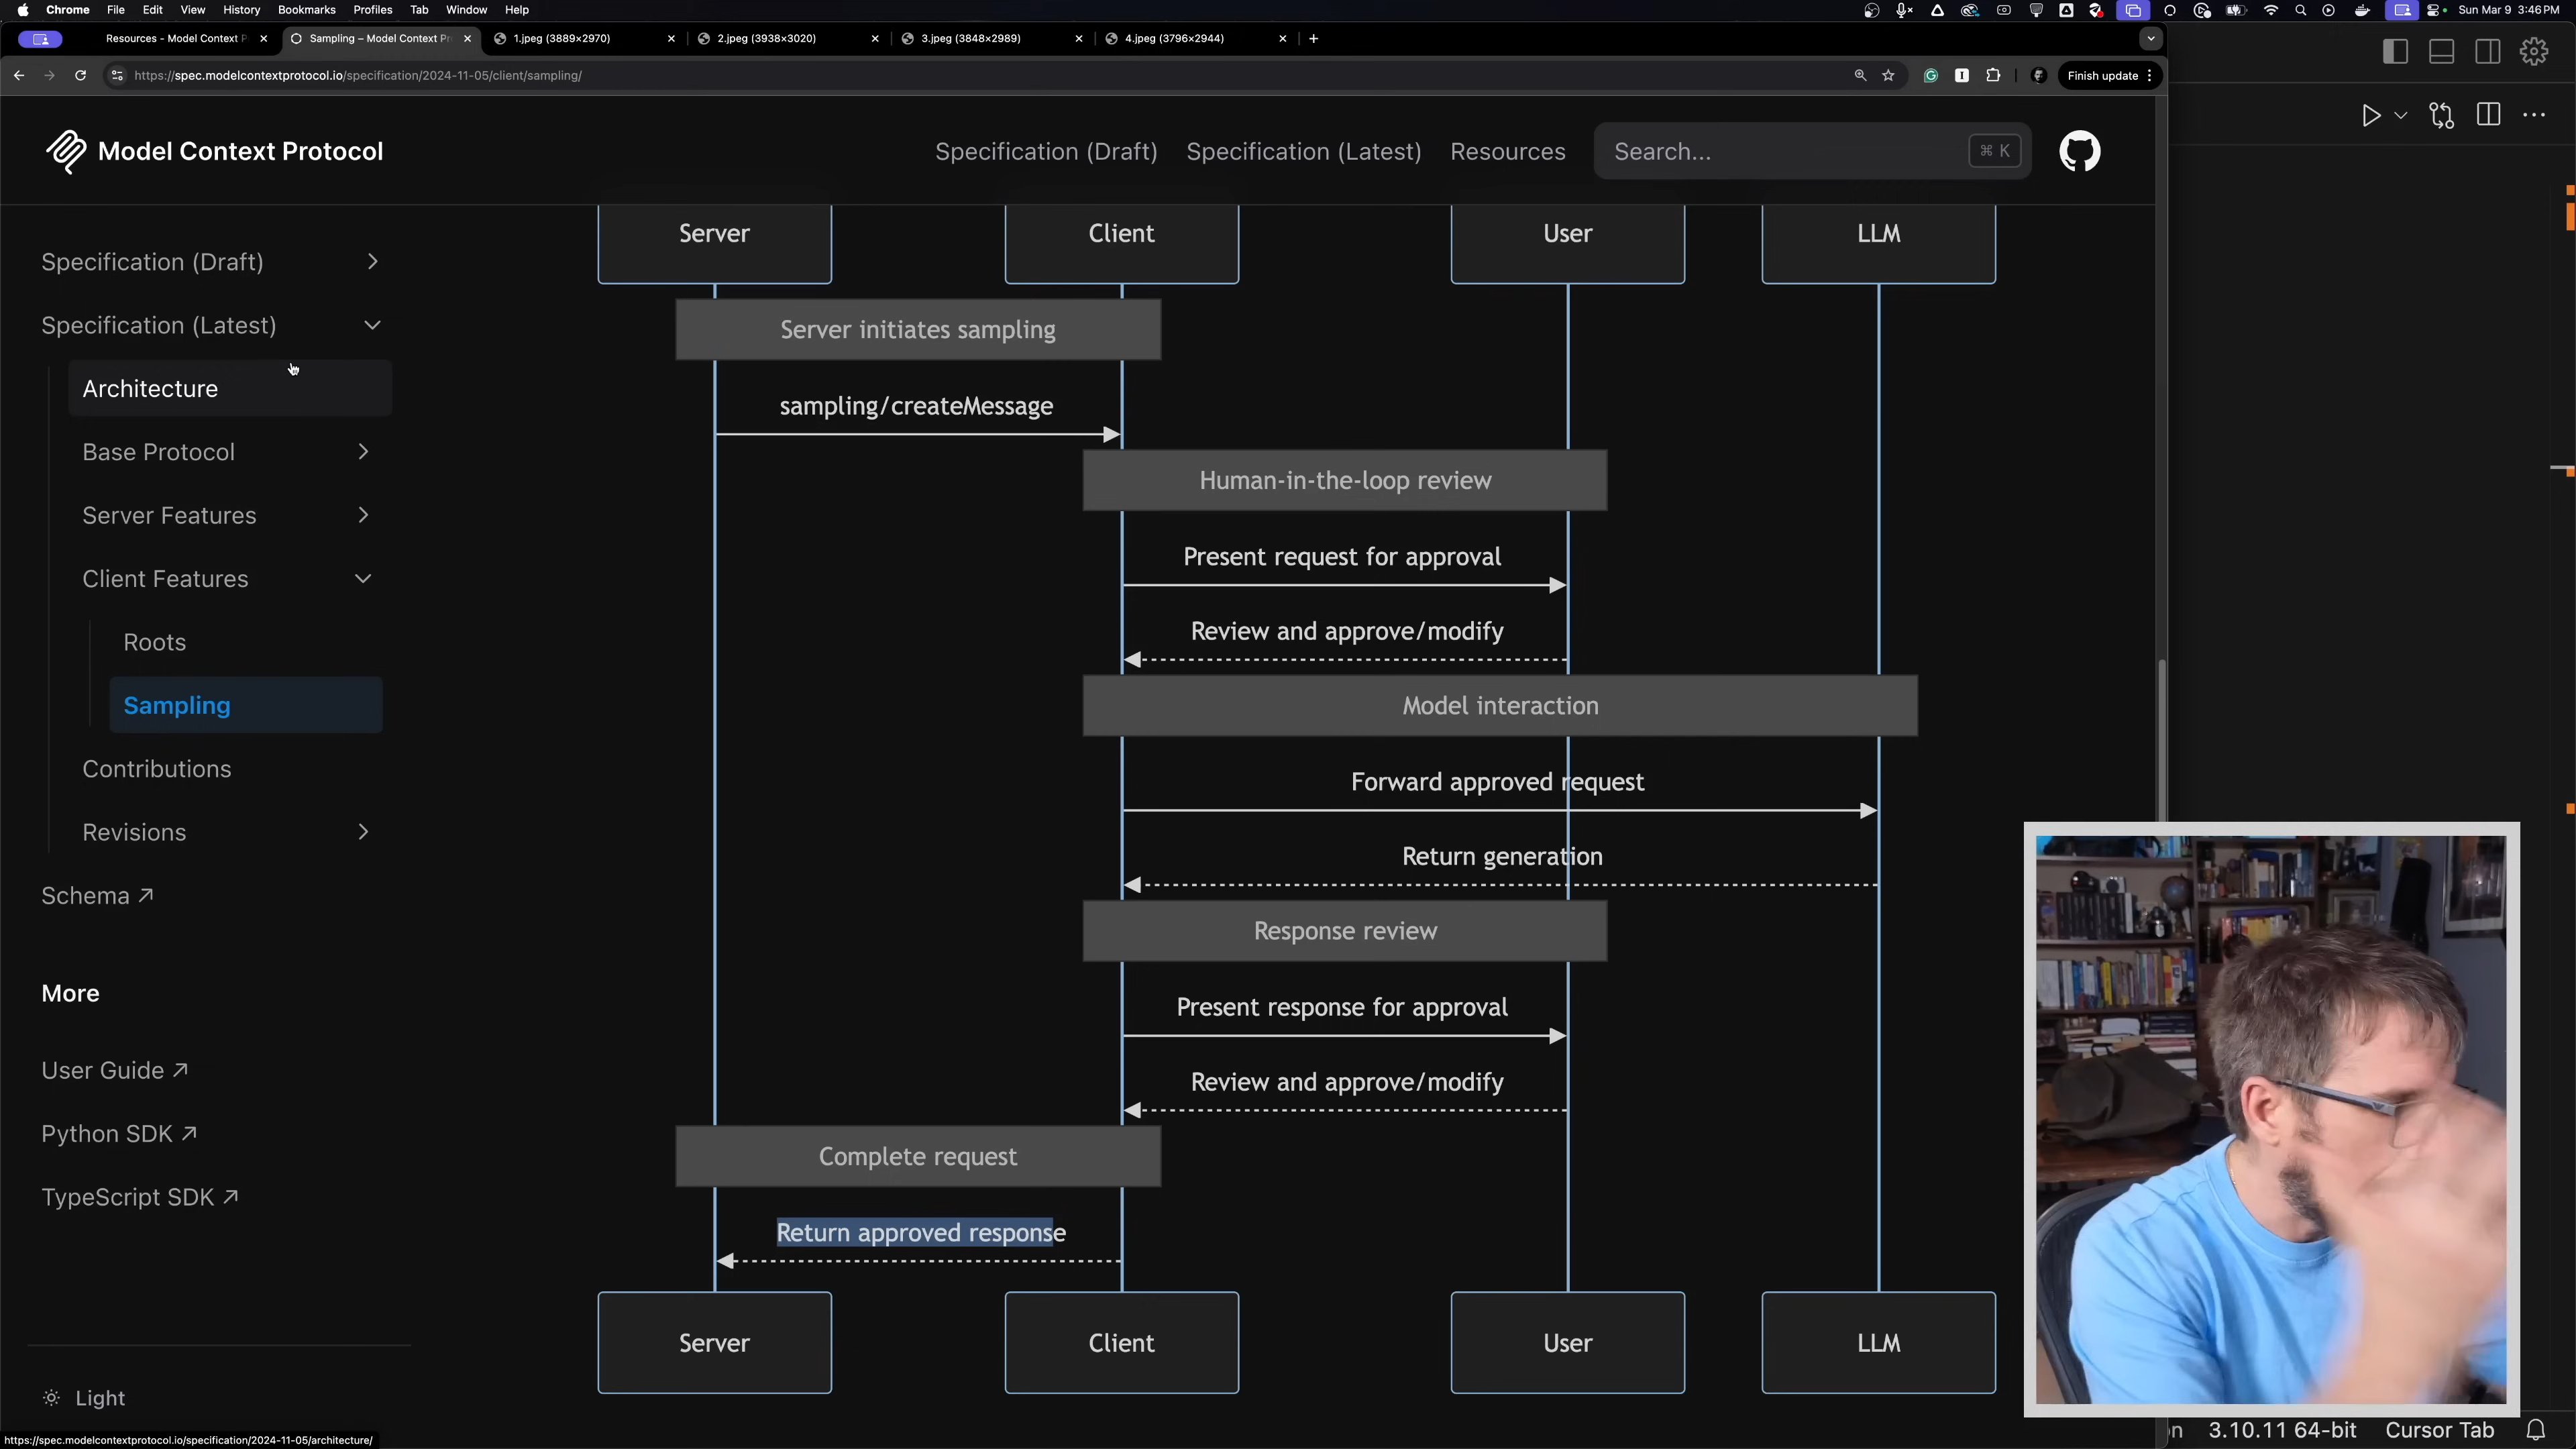 Chrome File Edit View History Bookmarks Profiles Tab Window Help
Sun Mar 9 3:46 PM
Resources - Model Context P
Sampling – Model Context Pr
1.jpeg (3889×2970)
2.jpeg (3938×3020)
3.jpeg (3848×2989)
4.jpeg (3796×2944)
https://spec.modelcontextprotocol.io/specification/2024-11-05/client/sampling/
Finish update
Model Context Protocol
Specification (Draft)
Specification (Latest)
Resources
Search...
⌘ K
Specification (Draft)
Specification (Latest)
Architecture
Base Protocol
Server Features
Client Features
Roots
Sampling
Contributions
Revisions
Schema ↗
More
User Guide ↗
Python SDK ↗
TypeScript SDK ↗
Light
Server
Client
User
LLM
Server initiates sampling
sampling/createMessage
Human-in-the-loop review
Present request for approval
Review and approve/modify
Model interaction
Forward approved request
Return generation
Response review
Present response for approval
Review and approve/modify
Complete request
Return approved response
Server
Client
User
LLM
https://spec.modelcontextprotocol.io/specification/2024-11-05/architecture/
3.10.11 64-bit
Cursor Tab